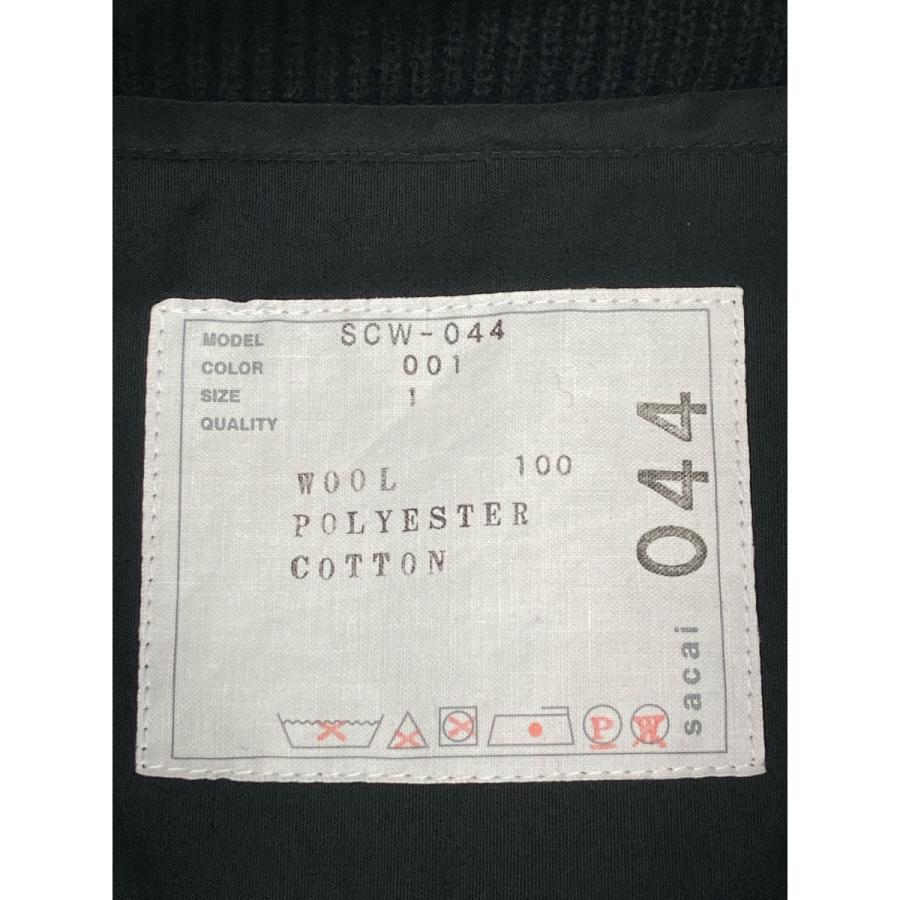 MODEL SCW-044
COLOR 001
SIZE 1
QUALITY
WOOL 100
POLYESTER
COTTON
044
sacai
P
W